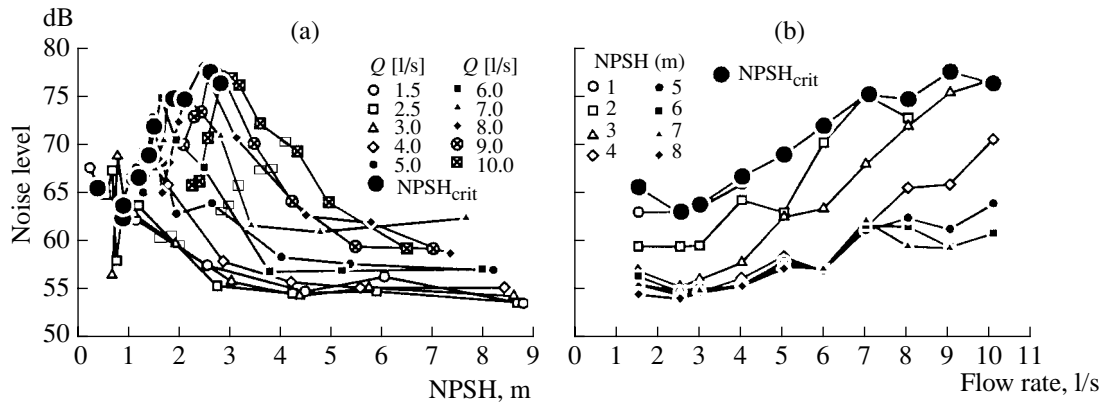 dB
(a)
(b)
80
75
70
65
60
55
50
Noise level
Q [l/s] Q [l/s]
1.5 6.0
2.5 7.0
3.0 8.0
4.0 9.0
5.0 10.0
NPSHcrit
0 1 2 3 4 5 6 7 8 9
NPSH, m
NPSH (m)
1 5
2 6
3 7
4 8
NPSHcrit
0 1 2 3 4 5 6 7 8 9 10 11
Flow rate, l/s